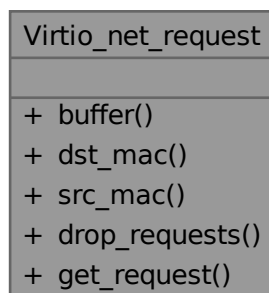 Virtio_net_request
+ buffer()
+ dst_mac()
+ src_mac()
+ drop_requests()
+ get_request()